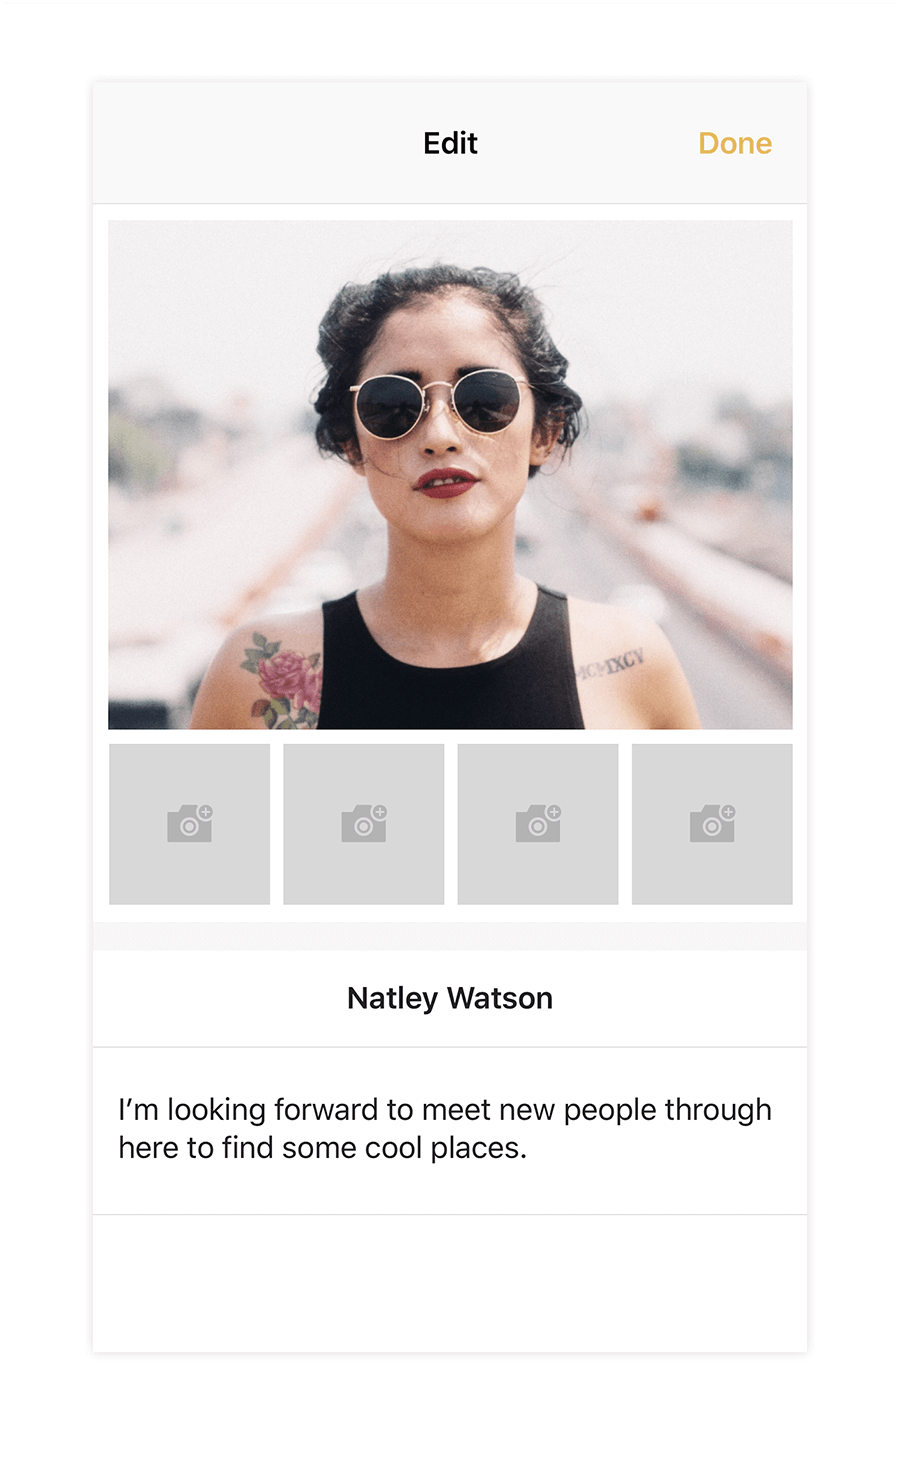 Edit
Done
MCMXCV
Natley Watson
I’m looking forward to meet new people through
here to find some cool places.